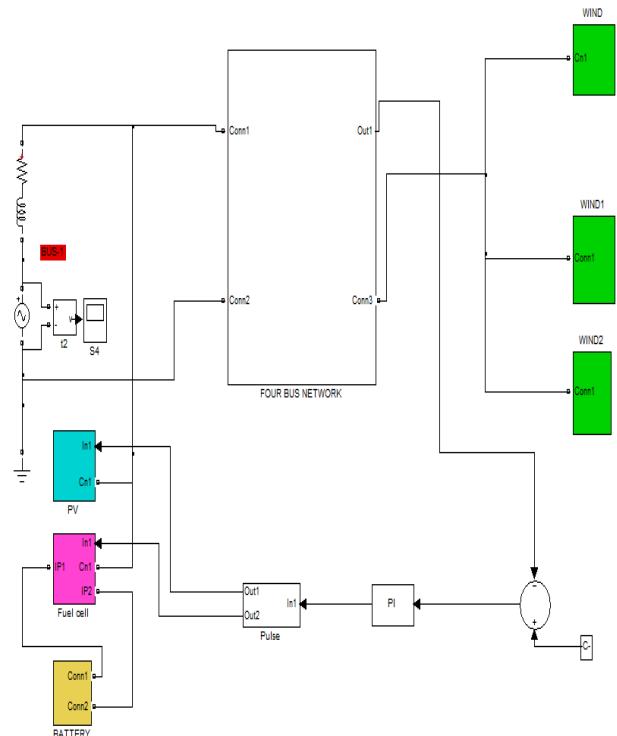 WIND
Cn1
Conn1
Out1
WIND1
Conn1
BUS-1
Conn2
Conn3
+
v
+
-
t2
S4
WIND2
Conn1
FOUR BUS NETWORK
In1
Cn1
PV
In1
IP1
Cn1
IP2
Fuel cell
Out1
Out2
In1
Pulse
PI
−
+
C-
Conn1
Conn2
BATTERY